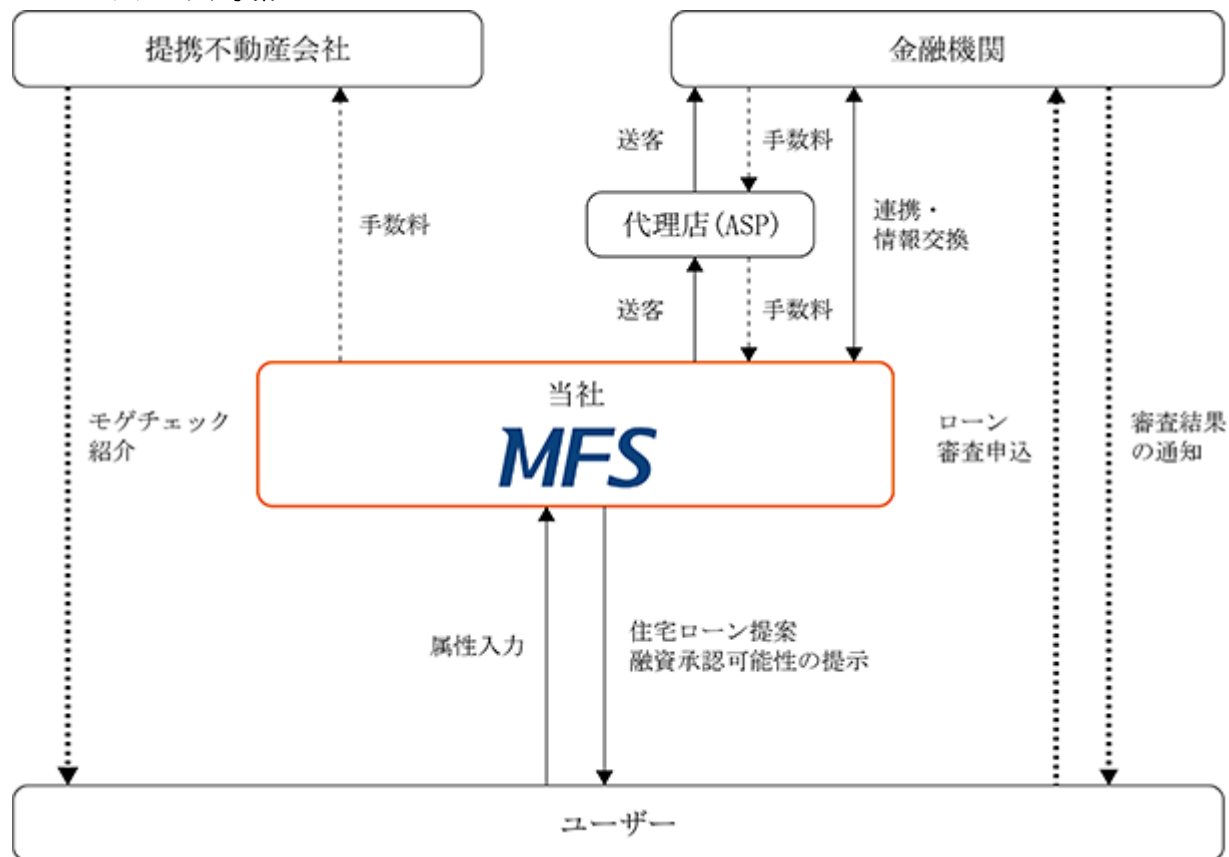 提携不動産会社
金融機関
送客
手数料
代理店(ASP)
連携・
情報交換
手数料
送客
手数料
当社
MFS
モゲチェック
紹介
ローン
審査申込
審査結果
の通知
属性入力
住宅ローン提案
融資承認可能性の提示
ユーザー